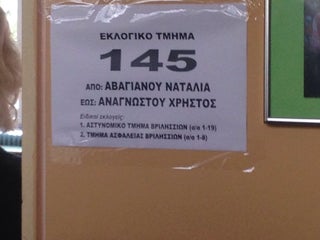 ΕΚΛΟΓΙΚΟ ΤΜΗΜΑ
145
ΑΠΟ: ΑΒΑΓΙΑΝΟΥ ΝΑΤΑΛΙΑ
ΕΩΣ: ΑΝΑΓΝΩΣΤΟΥ ΧΡΗΣΤΟΣ
Ειδικοί εκλογείς:
1. ΑΣΤΥΝΟΜΙΚΟ ΤΜΗΜΑ ΒΡΙΛΗΣΣΙΩΝ (α/α 1-19)
2. ΤΜΗΜΑ ΑΣΦΑΛΕΙΑΣ ΒΡΙΛΗΣΣΙΩΝ (α/α 1-8)